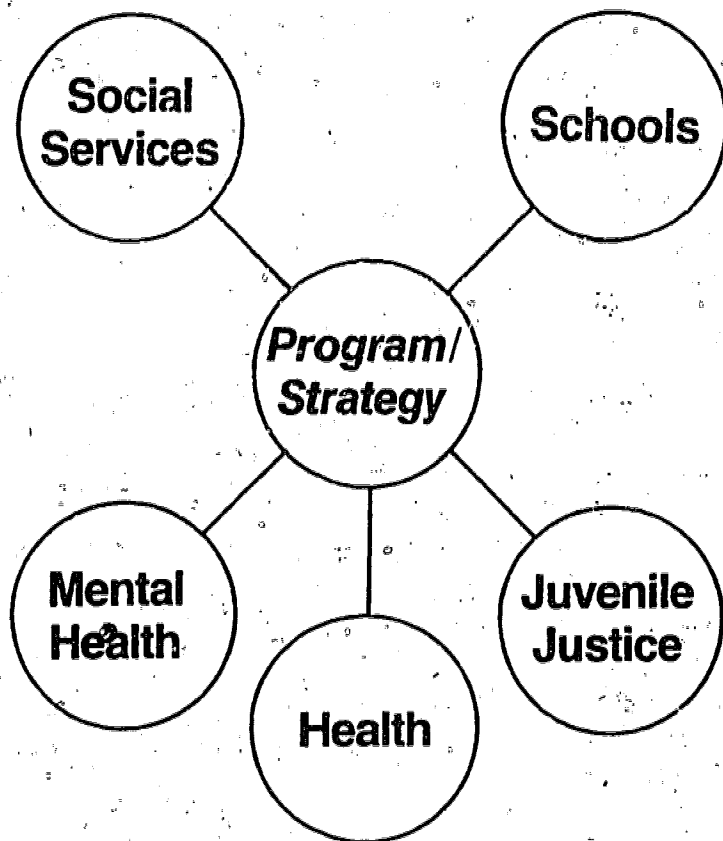 Social
Services
Schools
Program/
Strategy
Mental
Health
Health
Juvenile
Justice